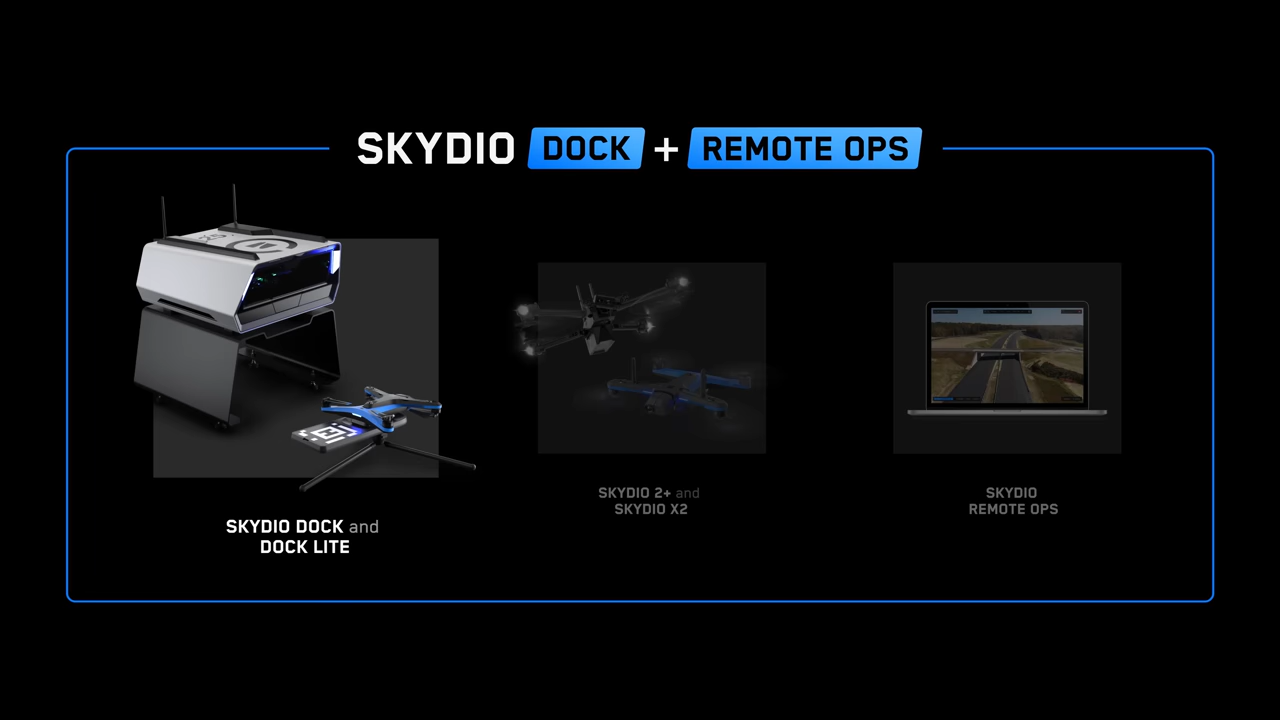 SKYDIO DOCK + REMOTE OPS
SKYDIO DOCK and
DOCK LITE
SKYDIO 2+ and
SKYDIO X2
SKYDIO
REMOTE OPS